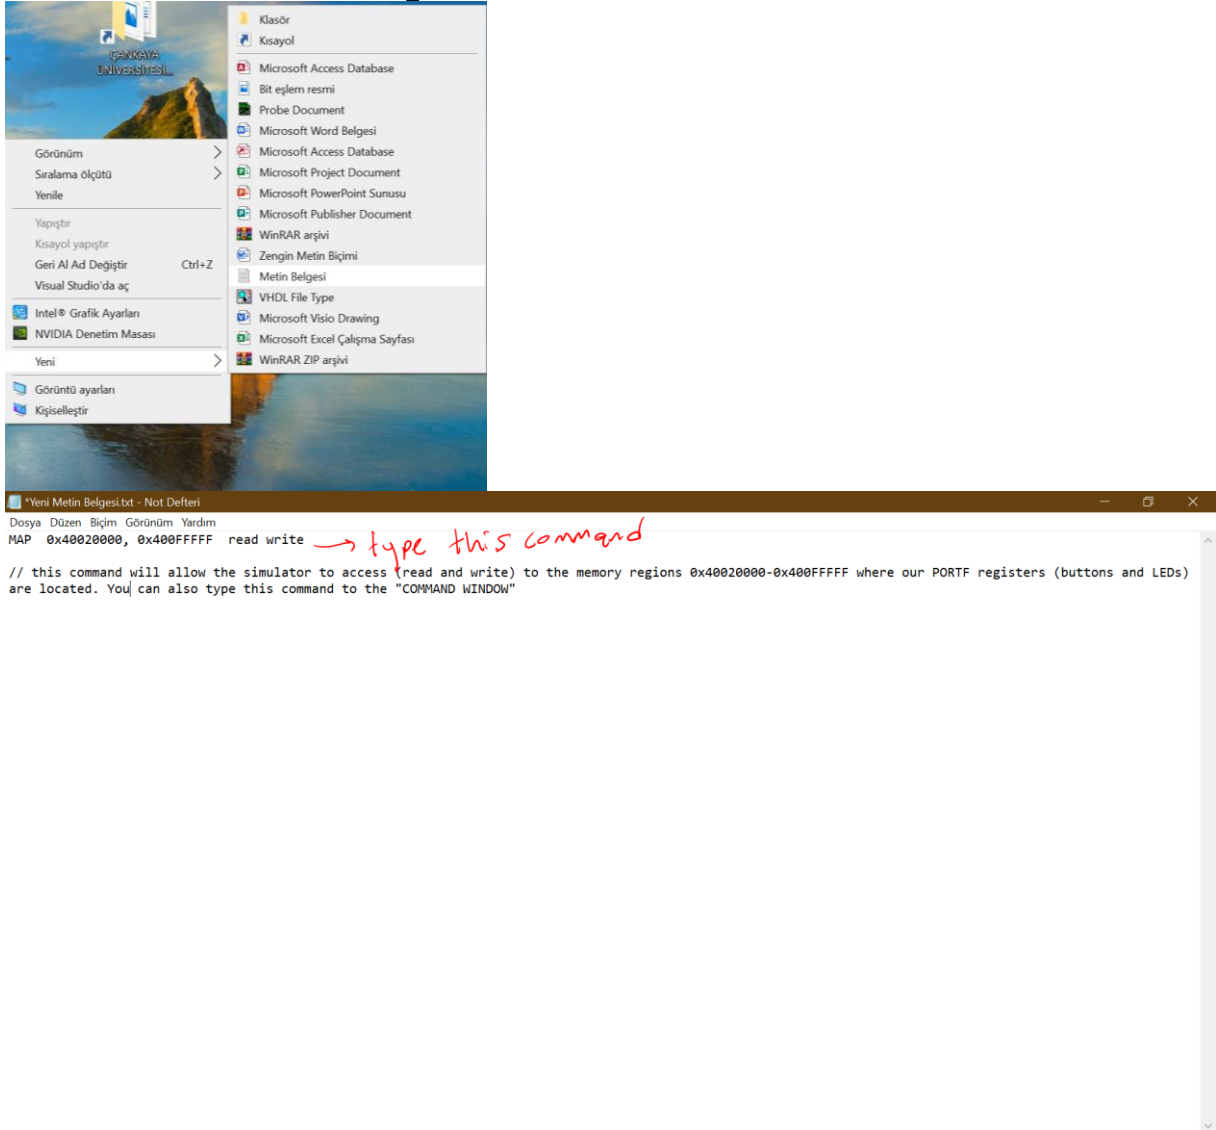 ÇANKAYA
ÜNİVERSİTESİ...
Klasör
Kısayol
Microsoft Access Database
Bit eşlem resmi
Probe Document
Microsoft Word Belgesi
Microsoft Access Database
Microsoft Project Document
Microsoft PowerPoint Sunusu
Microsoft Publisher Document
WinRAR arşivi
Zengin Metin Biçimi
Metin Belgesi
VHDL File Type
Microsoft Visio Drawing
Microsoft Excel Çalışma Sayfası
WinRAR ZIP arşivi
Görünüm
Sıralama ölçütü
Yenile
Yapıştır
Kısayol yapıştır
Geri Al Ad Değiştir Ctrl+Z
Visual Studio'da aç
Intel® Grafik Ayarları
NVIDIA Denetim Masası
Yeni
Görüntü ayarları
Kişiselleştir
*Yeni Metin Belgesi.txt - Not Defteri
Dosya Düzen Biçim Görünüm Yardım
MAP 0x40020000, 0x400FFFFF read write → type this command
// this command will allow the simulator to access (read and write) to the memory regions 0x40020000-0x400FFFFF where our PORTF registers (buttons and LEDs)
are located. You can also type this command to the "COMMAND WINDOW"